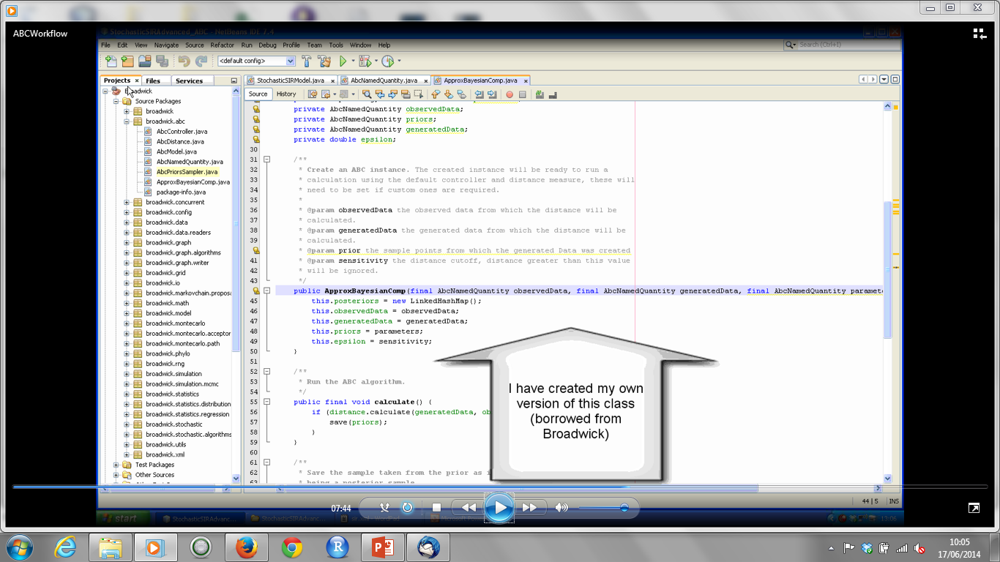 ABCWorkflow
StochasticSIRAdvanced_ABC - NetBeans IDE 7.4
File Edit View Navigate Source Refactor Run Debug Profile Team Tools Window Help
Search (Ctrl+I)
<default config>
Projects
Files
Services
StochasticSIRModel.java
AbcNamedQuantity.java
ApproxBayesianComp.java
Source
History
Broadwick
Source Packages
broadwick
broadwick.abc
AbcController.java
AbcDistance.java
AbcModel.java
AbcNamedQuantity.java
AbcPriorsSampler.java
ApproxBayesianComp.java
package-info.java
broadwick.concurrent
broadwick.config
broadwick.data
broadwick.data.readers
broadwick.graph
broadwick.graph.algorithms
broadwick.graph.writer
broadwick.grid
broadwick.io
broadwick.markovchain.propos
broadwick.math
broadwick.model
broadwick.montecarlo
broadwick.montecarlo.acceptor
broadwick.montecarlo.path
broadwick.phylo
broadwick.rng
broadwick.simulation
broadwick.simulation.mcmc
broadwick.statistics
broadwick.statistics.distribution
broadwick.statistics.regression
broadwick.stochastic
broadwick.stochastic.algorithms
broadwick.utils
broadwick.xml
Test Packages
Other Sources
private AbcNamedQuantity observedData;
private AbcNamedQuantity priors;
private AbcNamedQuantity generatedData;
private double epsilon;
30
31 /**
32 * Create an ABC instance. The created instance will be ready to run a
33 * calculation using the default controller and distance measure, these will
34 * need to be set if custom ones are required.
35 *
36 * @param observedData the observed data from which the distance will be
37 * calculated.
38 * @param generatedData the generated data from which the distance will be
39 * calculated.
* @param prior the sample points from which the generated Data was created
41 * @param sensitivity the distance cutoff, distance greater than this value
42 * will be ignored.
43 */
public ApproxBayesianComp(final AbcNamedQuantity observedData, final AbcNamedQuantity generatedData, final AbcNamedQuantity paramete
45 this.posteriors = new LinkedHashMap();
46 this.observedData = observedData;
47 this.generatedData = generatedData;
48 this.priors = parameters;
49 this.epsilon = sensitivity;
50 }
51
52 /**
53 * Run the ABC algorithm.
54 */
55 public final void calculate() {
56 if (distance.calculate(generatedData, ob
57 save(priors);
58 }
59 }
60
61 /**
62 * Save the sample taken from the prior as i
63 * being a posterior sample
I have created my own
version of this class
(borrowed from
Broadwick)
44 | 5 INS
07:44
start
StochasticSIRAdvanc...
StochasticSIRAdvanc...
sir.xml - WordPad
13:06
10:05
17/06/2014